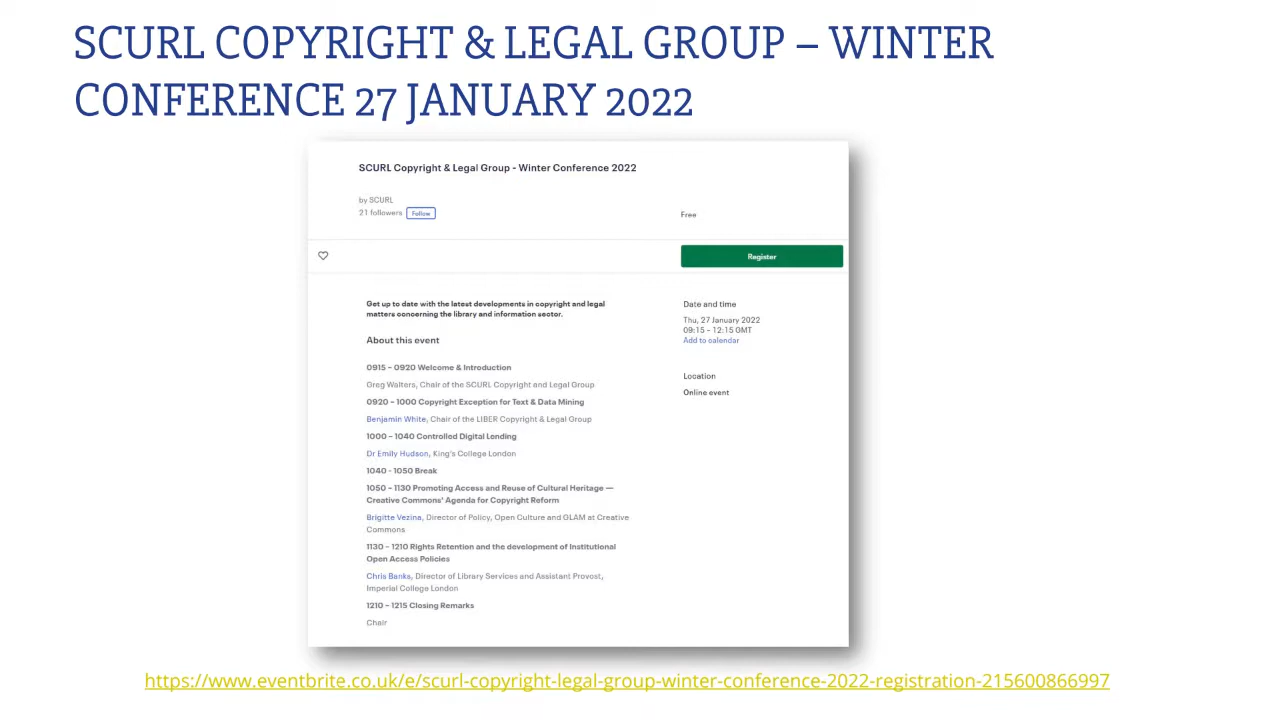 SCURL COPYRIGHT & LEGAL GROUP – WINTER
CONFERENCE 27 JANUARY 2022
SCURL Copyright & Legal Group - Winter Conference 2022
by SCURL
21 followers Follow
Free
Register
Get up to date with the latest developments in copyright and legal
matters concerning the library and information sector.
About this event
0915 – 0920 Welcome & Introduction
Greg Walters, Chair of the SCURL Copyright and Legal Group
0920 – 1000 Copyright Exception for Text & Data Mining
Benjamin White, Chair of the LIBER Copyright & Legal Group
1000 – 1040 Controlled Digital Lending
Dr Emily Hudson, King's College London
1040 - 1050 Break
1050 – 1130 Promoting Access and Reuse of Cultural Heritage —
Creative Commons' Agenda for Copyright Reform
Brigitte Vezina, Director of Policy, Open Culture and GLAM at Creative
Commons
1130 – 1210 Rights Retention and the development of Institutional
Open Access Policies
Chris Banks, Director of Library Services and Assistant Provost,
Imperial College London
1210 – 1215 Closing Remarks
Chair
Date and time
Thu, 27 January 2022
09:15 – 12:15 GMT
Add to calendar
Location
Online event
https://www.eventbrite.co.uk/e/scurl-copyright-legal-group-winter-conference-2022-registration-215600866997